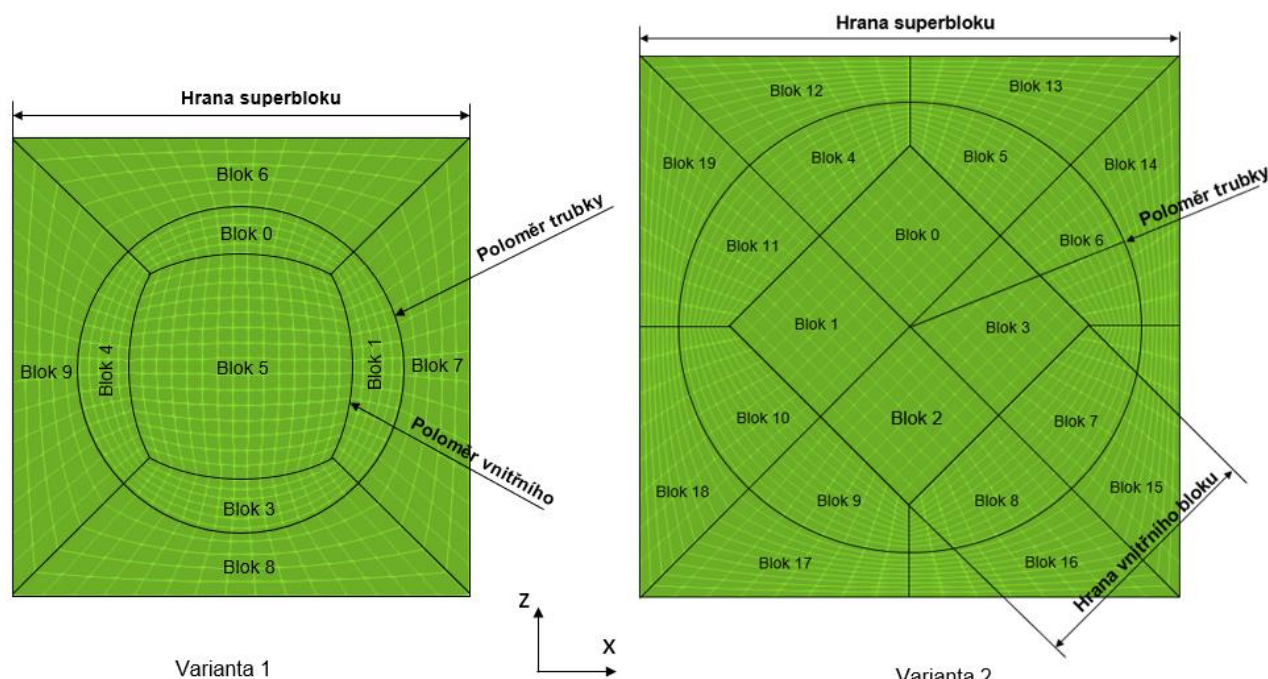 Hrana superbloku
Blok 6
Blok 0
Poloměr trubky
Blok 9
Blok 4
Blok 5
Blok 1
Blok 7
Poloměr vnitřního
Blok 3
Blok 8
Varianta 1
Z
X
Hrana superbloku
Blok 12
Blok 13
Blok 19
Blok 4
Blok 5
Blok 14
Poloměr trubky
Blok 11
Blok 0
Blok 6
Blok 1
Blok 3
Blok 10
Blok 2
Blok 7
Blok 18
Blok 9
Blok 8
Blok 15
Hrana vnitřního bloku
Blok 17
Blok 16
Varianta 2